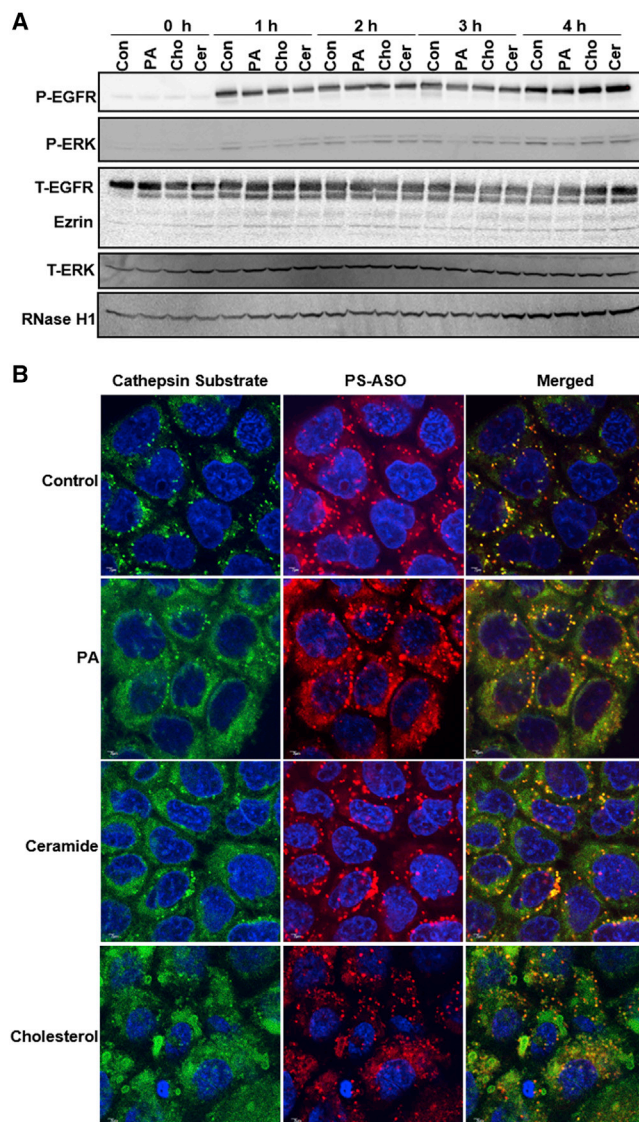 A
0 h 1 h 2 h 3 h 4 h
Con PA Cho Cer Con PA Cho Cer Con PA Cho Cer Con PA Cho Cer Con PA Cho Cer
P-EGFR
P-ERK
T-EGFR
Ezrin
T-ERK
RNase H1
B
Cathepsin Substrate PS-ASO Merged
Control
PA
Ceramide
Cholesterol